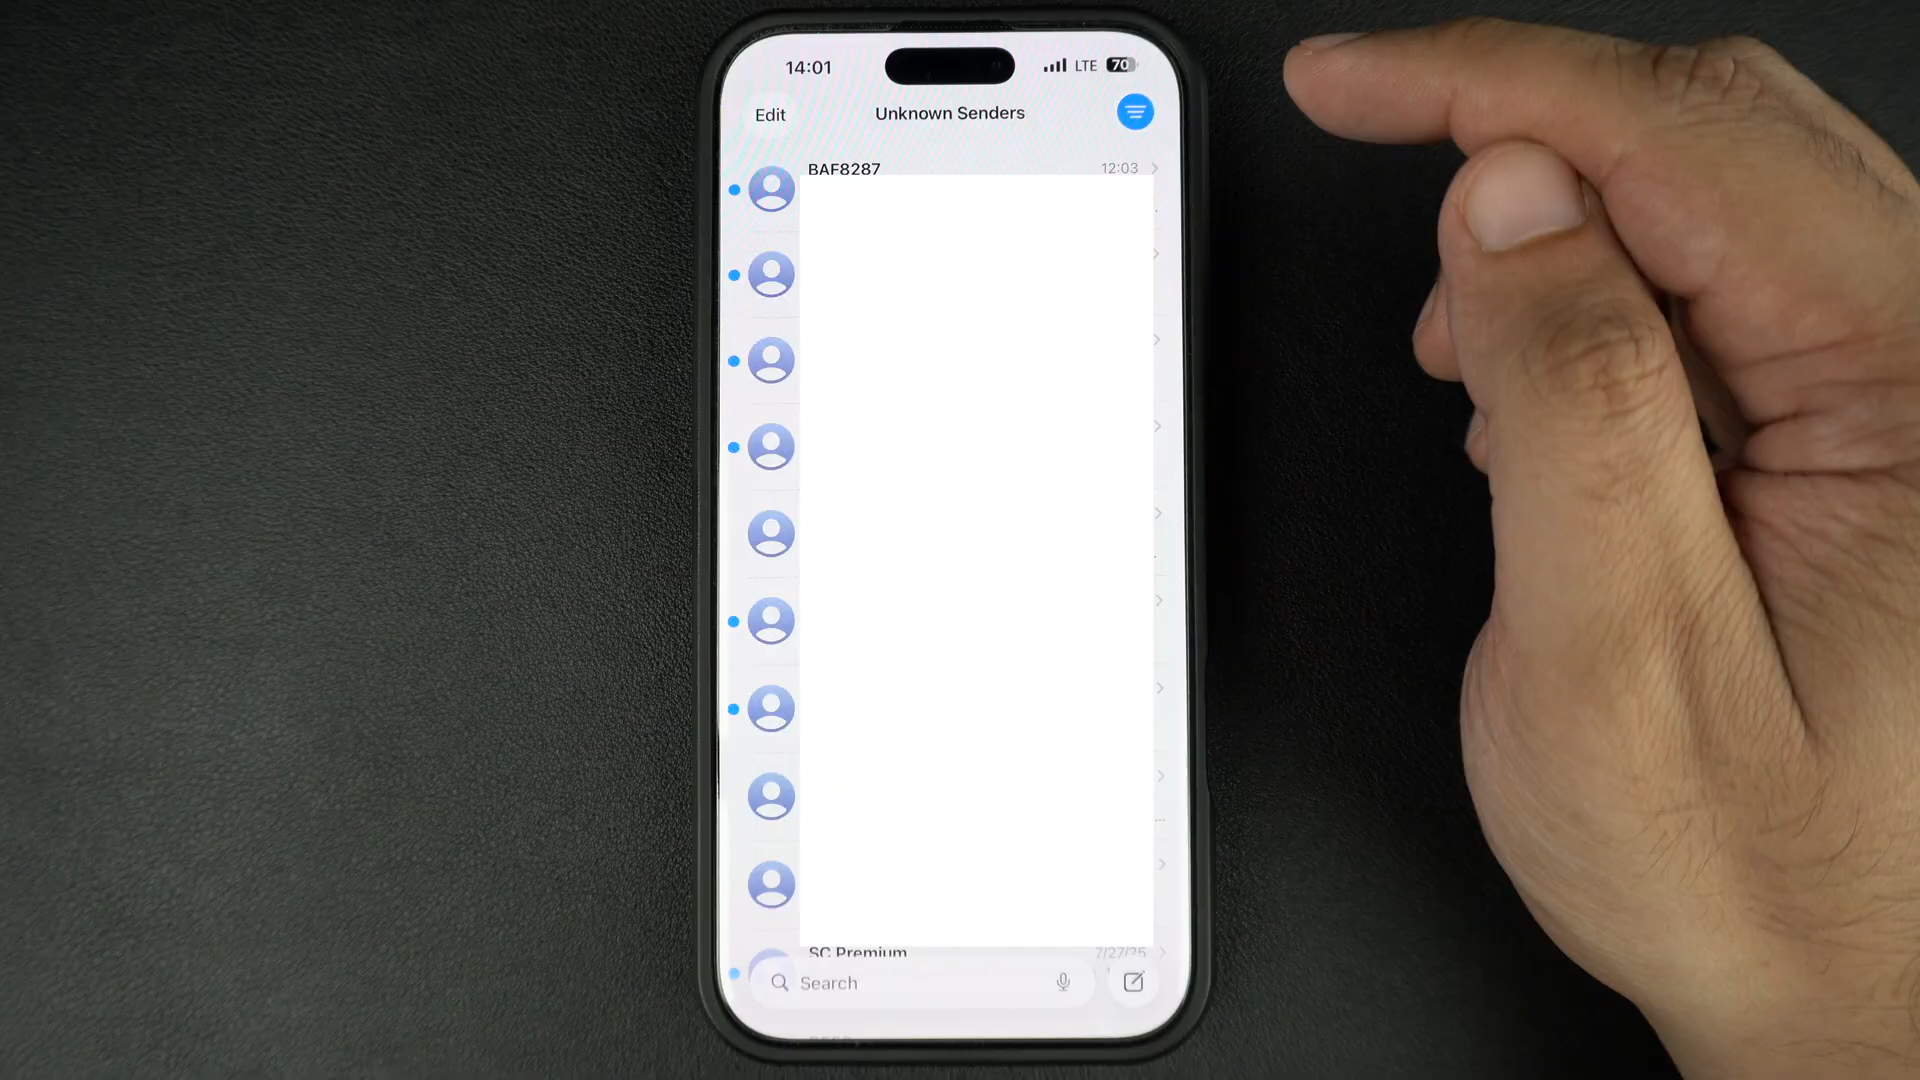 14:01 LTE 70
Edit Unknown Senders
BAF8287 12:03
SC Premium 7/27/25
Search